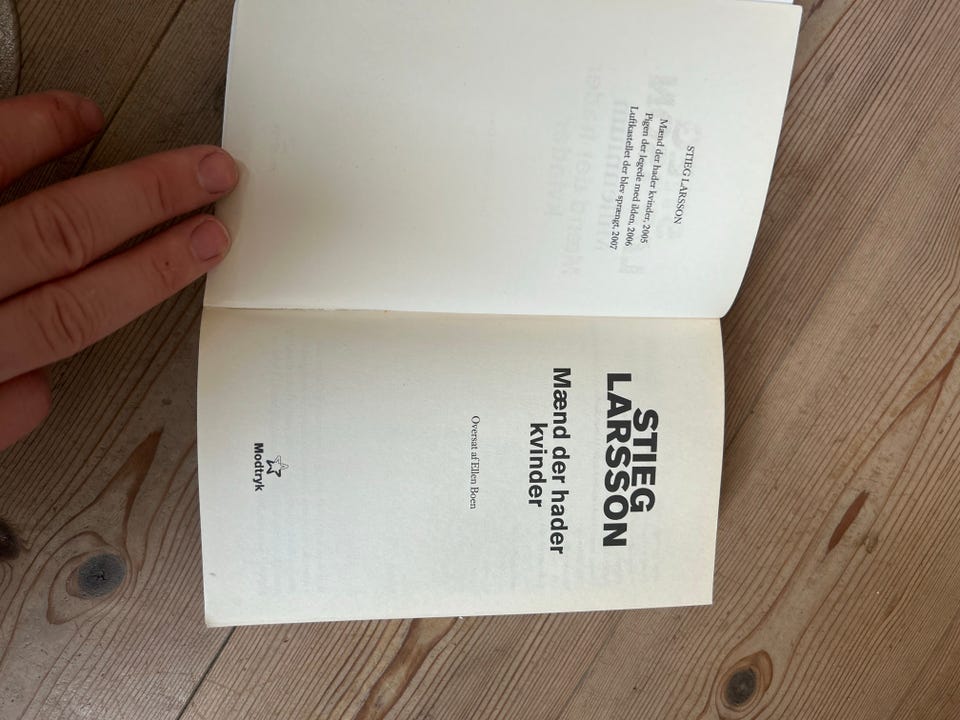 STIEG LARSSON
Mænd der hader kvinder, 2005
Pigen der legede med ilden, 2006
Luftkastellet der blev sprængt, 2007
STIEG
LARSSON
Mænd der hader
kvinder
Oversat af Ellen Boen
Modtryk